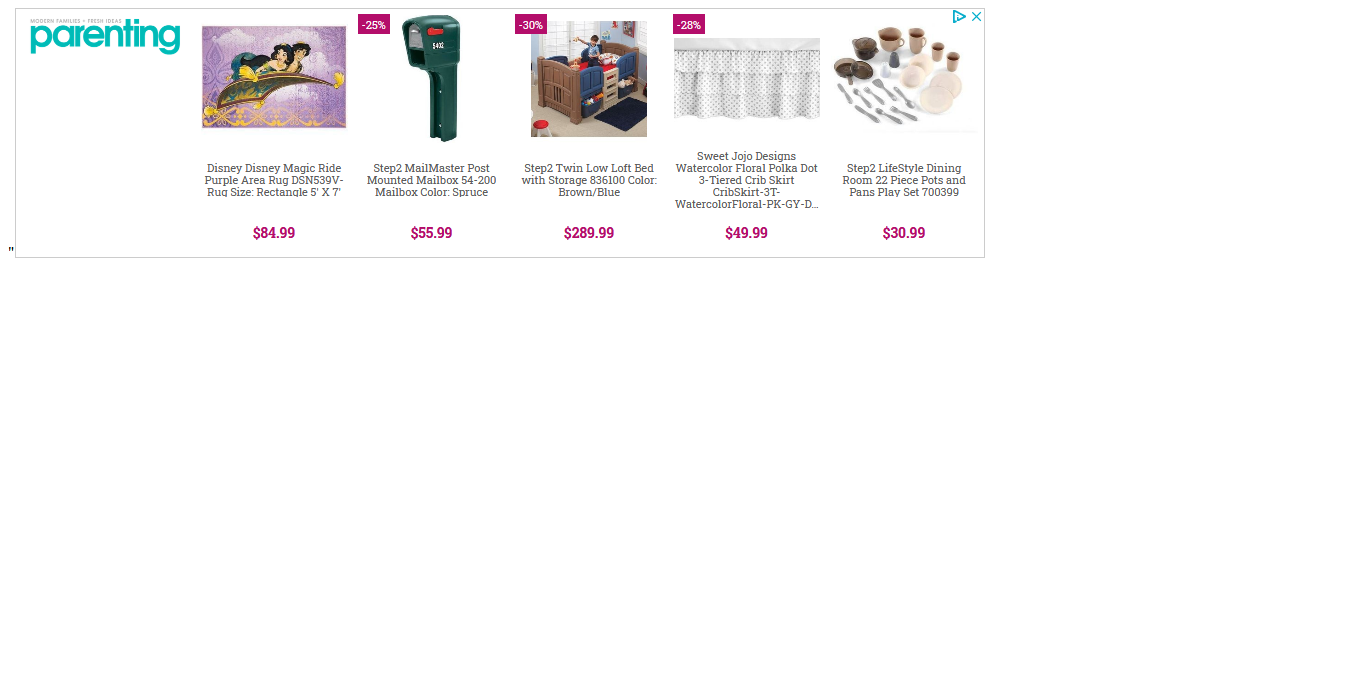 MODERN FAMILIES + FRESH IDEAS
parenting
Disney Disney Magic Ride
Purple Area Rug DSN539V-
Rug Size: Rectangle 5' X 7'
$84.99
-25%
5402
Step2 MailMaster Post
Mounted Mailbox 54-200
Mailbox Color: Spruce
$55.99
-30%
Step2 Twin Low Loft Bed
with Storage 836100 Color:
Brown/Blue
$289.99
-28%
Sweet Jojo Designs
Watercolor Floral Polka Dot
3-Tiered Crib Skirt
CribSkirt-3T-
WatercolorFloral-PK-GY-D...
$49.99
Step2 LifeStyle Dining
Room 22 Piece Pots and
Pans Play Set 700399
$30.99
"